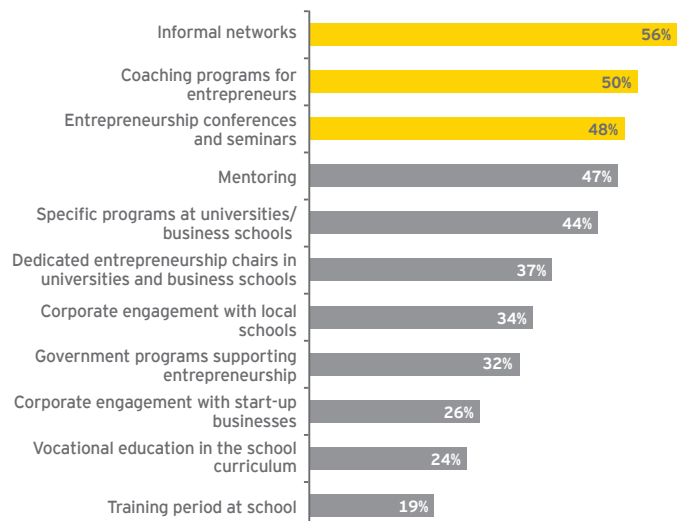 Informal networks
56%
Coaching programs for
entrepreneurs
50%
Entrepreneurship conferences
and seminars
48%
Mentoring
47%
Specific programs at universities/
business schools
44%
Dedicated entrepreneurship chairs in
universities and business schools
37%
Corporate engagement with local
schools
34%
Government programs supporting
entrepreneurship
32%
Corporate engagement with start-up
businesses
26%
Vocational education in the school
curriculum
24%
Training period at school
19%